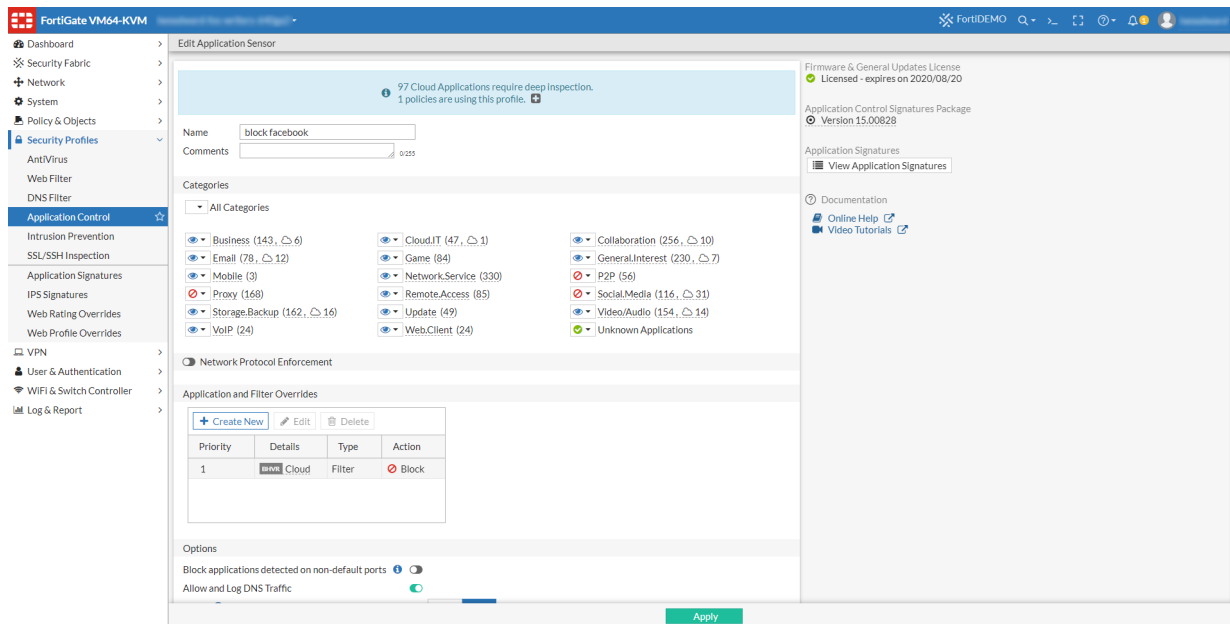 FortiGate VM64-KVM
FortiDEMO
1
Dashboard
Security Fabric
Network
System
Policy & Objects
Security Profiles
AntiVirus
Web Filter
DNS Filter
Application Control
Intrusion Prevention
SSL/SSH Inspection
Application Signatures
IPS Signatures
Web Rating Overrides
Web Profile Overrides
VPN
User & Authentication
WiFi & Switch Controller
Log & Report
Edit Application Sensor
97 Cloud Applications require deep inspection.
1 policies are using this profile.
Name block facebook
Comments 0/255
Categories
All Categories
Business (143, 6) Cloud.IT (47, 1) Collaboration (256, 10)
Email (78, 12) Game (84) General.Interest (230, 7)
Mobile (3) Network.Service (330) P2P (56)
Proxy (168) Remote.Access (85) Social.Media (116, 31)
Storage.Backup (162, 16) Update (49) Video/Audio (154, 14)
VoIP (24) Web.Client (24) Unknown Applications
Network Protocol Enforcement
Application and Filter Overrides
Create New Edit Delete
Priority Details Type Action
1 BHVR Cloud Filter Block
Options
Block applications detected on non-default ports
Allow and Log DNS Traffic
Apply
Firmware & General Updates License
Licensed - expires on 2020/08/20
Application Control Signatures Package
Version 15.00828
Application Signatures
View Application Signatures
Documentation
Online Help
Video Tutorials